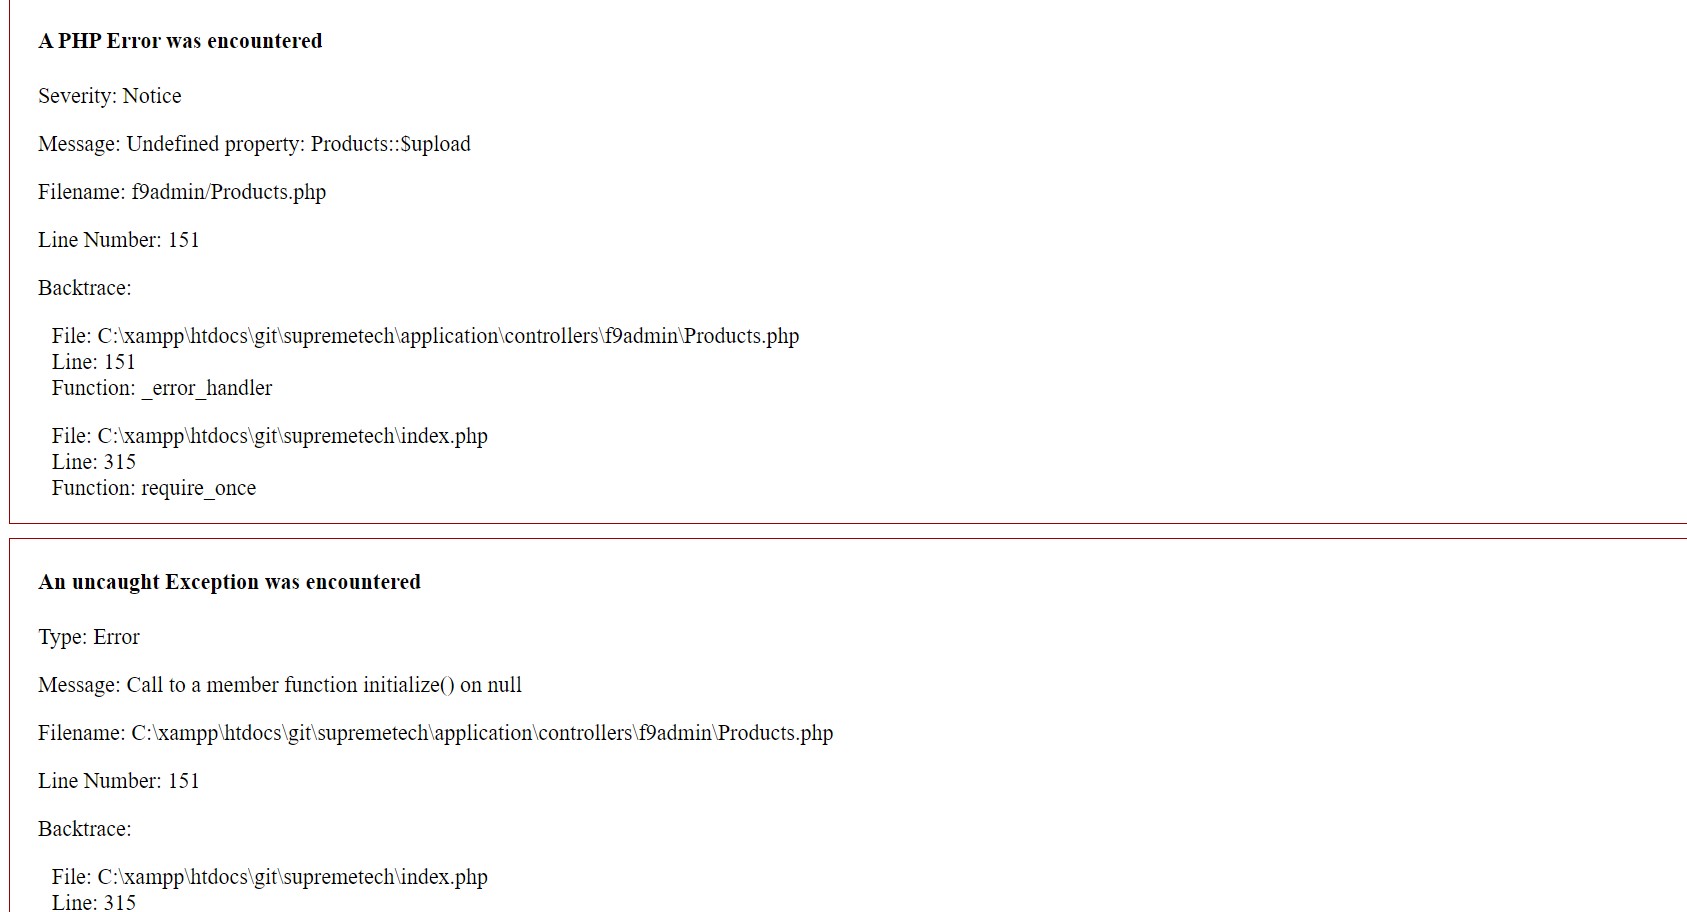 A PHP Error was encountered
Severity: Notice
Message: Undefined property: Products::$upload
Filename: f9admin/Products.php
Line Number: 151
Backtrace:
File: C:\xampp\htdocs\git\supremetech\application\controllers\f9admin\Products.php
Line: 151
Function: _error_handler
File: C:\xampp\htdocs\git\supremetech\index.php
Line: 315
Function: require_once
An uncaught Exception was encountered
Type: Error
Message: Call to a member function initialize() on null
Filename: C:\xampp\htdocs\git\supremetech\application\controllers\f9admin\Products.php
Line Number: 151
Backtrace:
File: C:\xampp\htdocs\git\supremetech\index.php
Line: 315